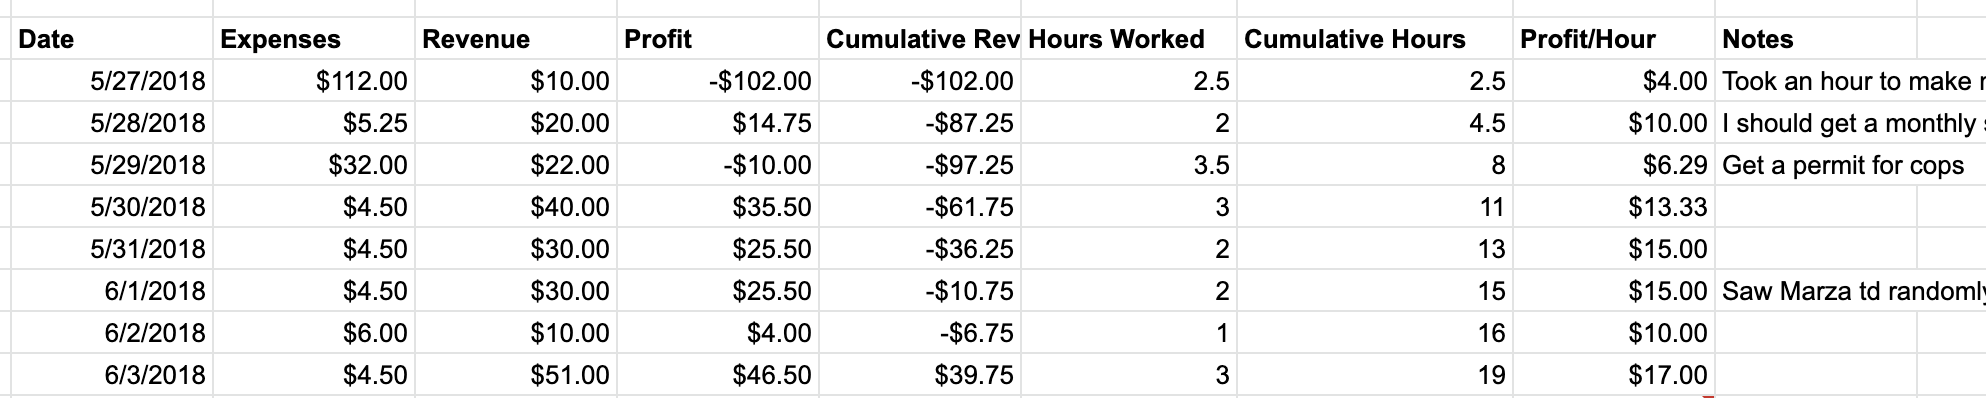 Date Expenses Revenue Profit Cumulative Rev Hours Worked Cumulative Hours Profit/Hour Notes
5/27/2018 $112.00 $10.00 -$102.00 -$102.00 2.5 2.5 $4.00 Took an hour to make
5/28/2018 $5.25 $20.00 $14.75 -$87.25 2 4.5 $10.00 I should get a monthly
5/29/2018 $32.00 $22.00 -$10.00 -$97.25 3.5 8 $6.29 Get a permit for cops
5/30/2018 $4.50 $40.00 $35.50 -$61.75 3 11 $13.33
5/31/2018 $4.50 $30.00 $25.50 -$36.25 2 13 $15.00
6/1/2018 $4.50 $30.00 $25.50 -$10.75 2 15 $15.00 Saw Marza td randomly
6/2/2018 $6.00 $10.00 $4.00 -$6.75 1 16 $10.00
6/3/2018 $4.50 $51.00 $46.50 $39.75 3 19 $17.00